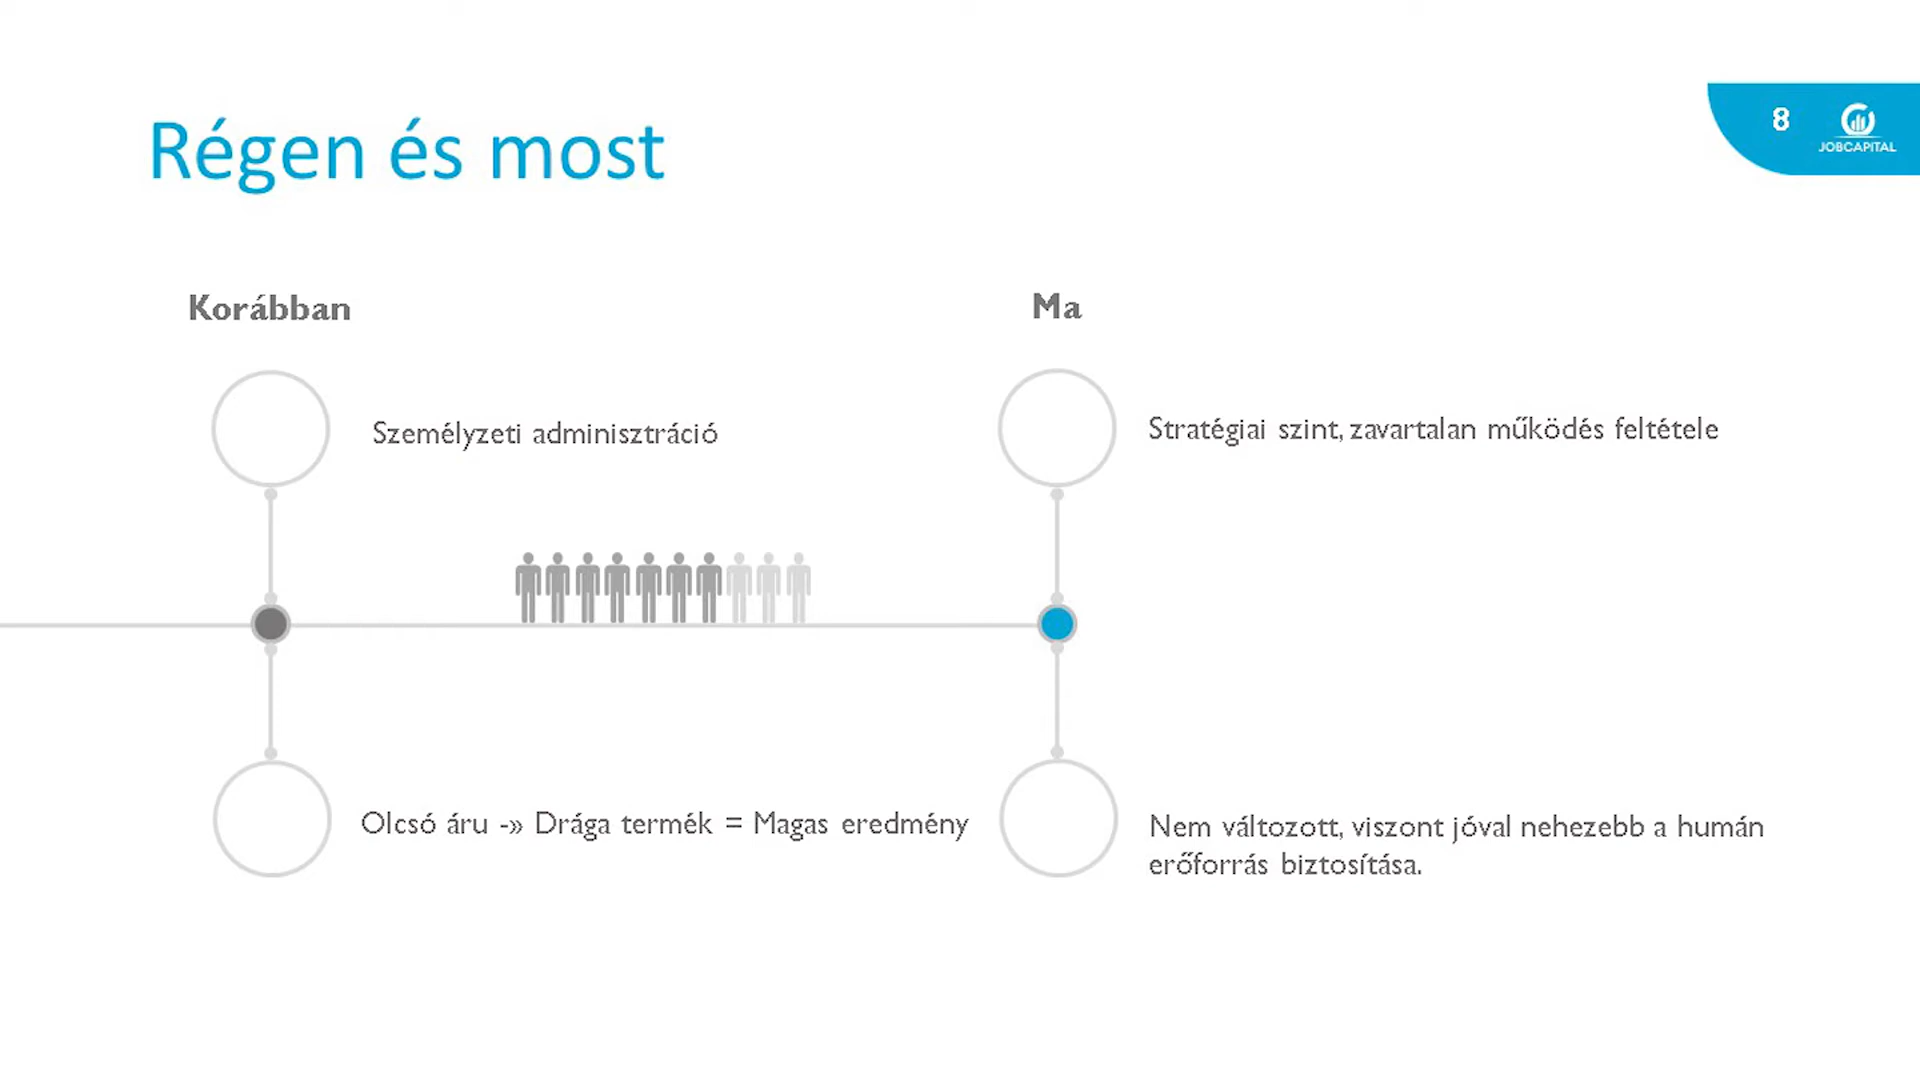 Régen és most
8
JOBCAPITAL
Korábban
Ma
Személyzeti adminisztráció
Stratégiai szint, zavartalan működés feltétele
Olcsó áru -» Drága termék = Magas eredmény
Nem változott, viszont jóval nehezebb a humán
erőforrás biztosítása.